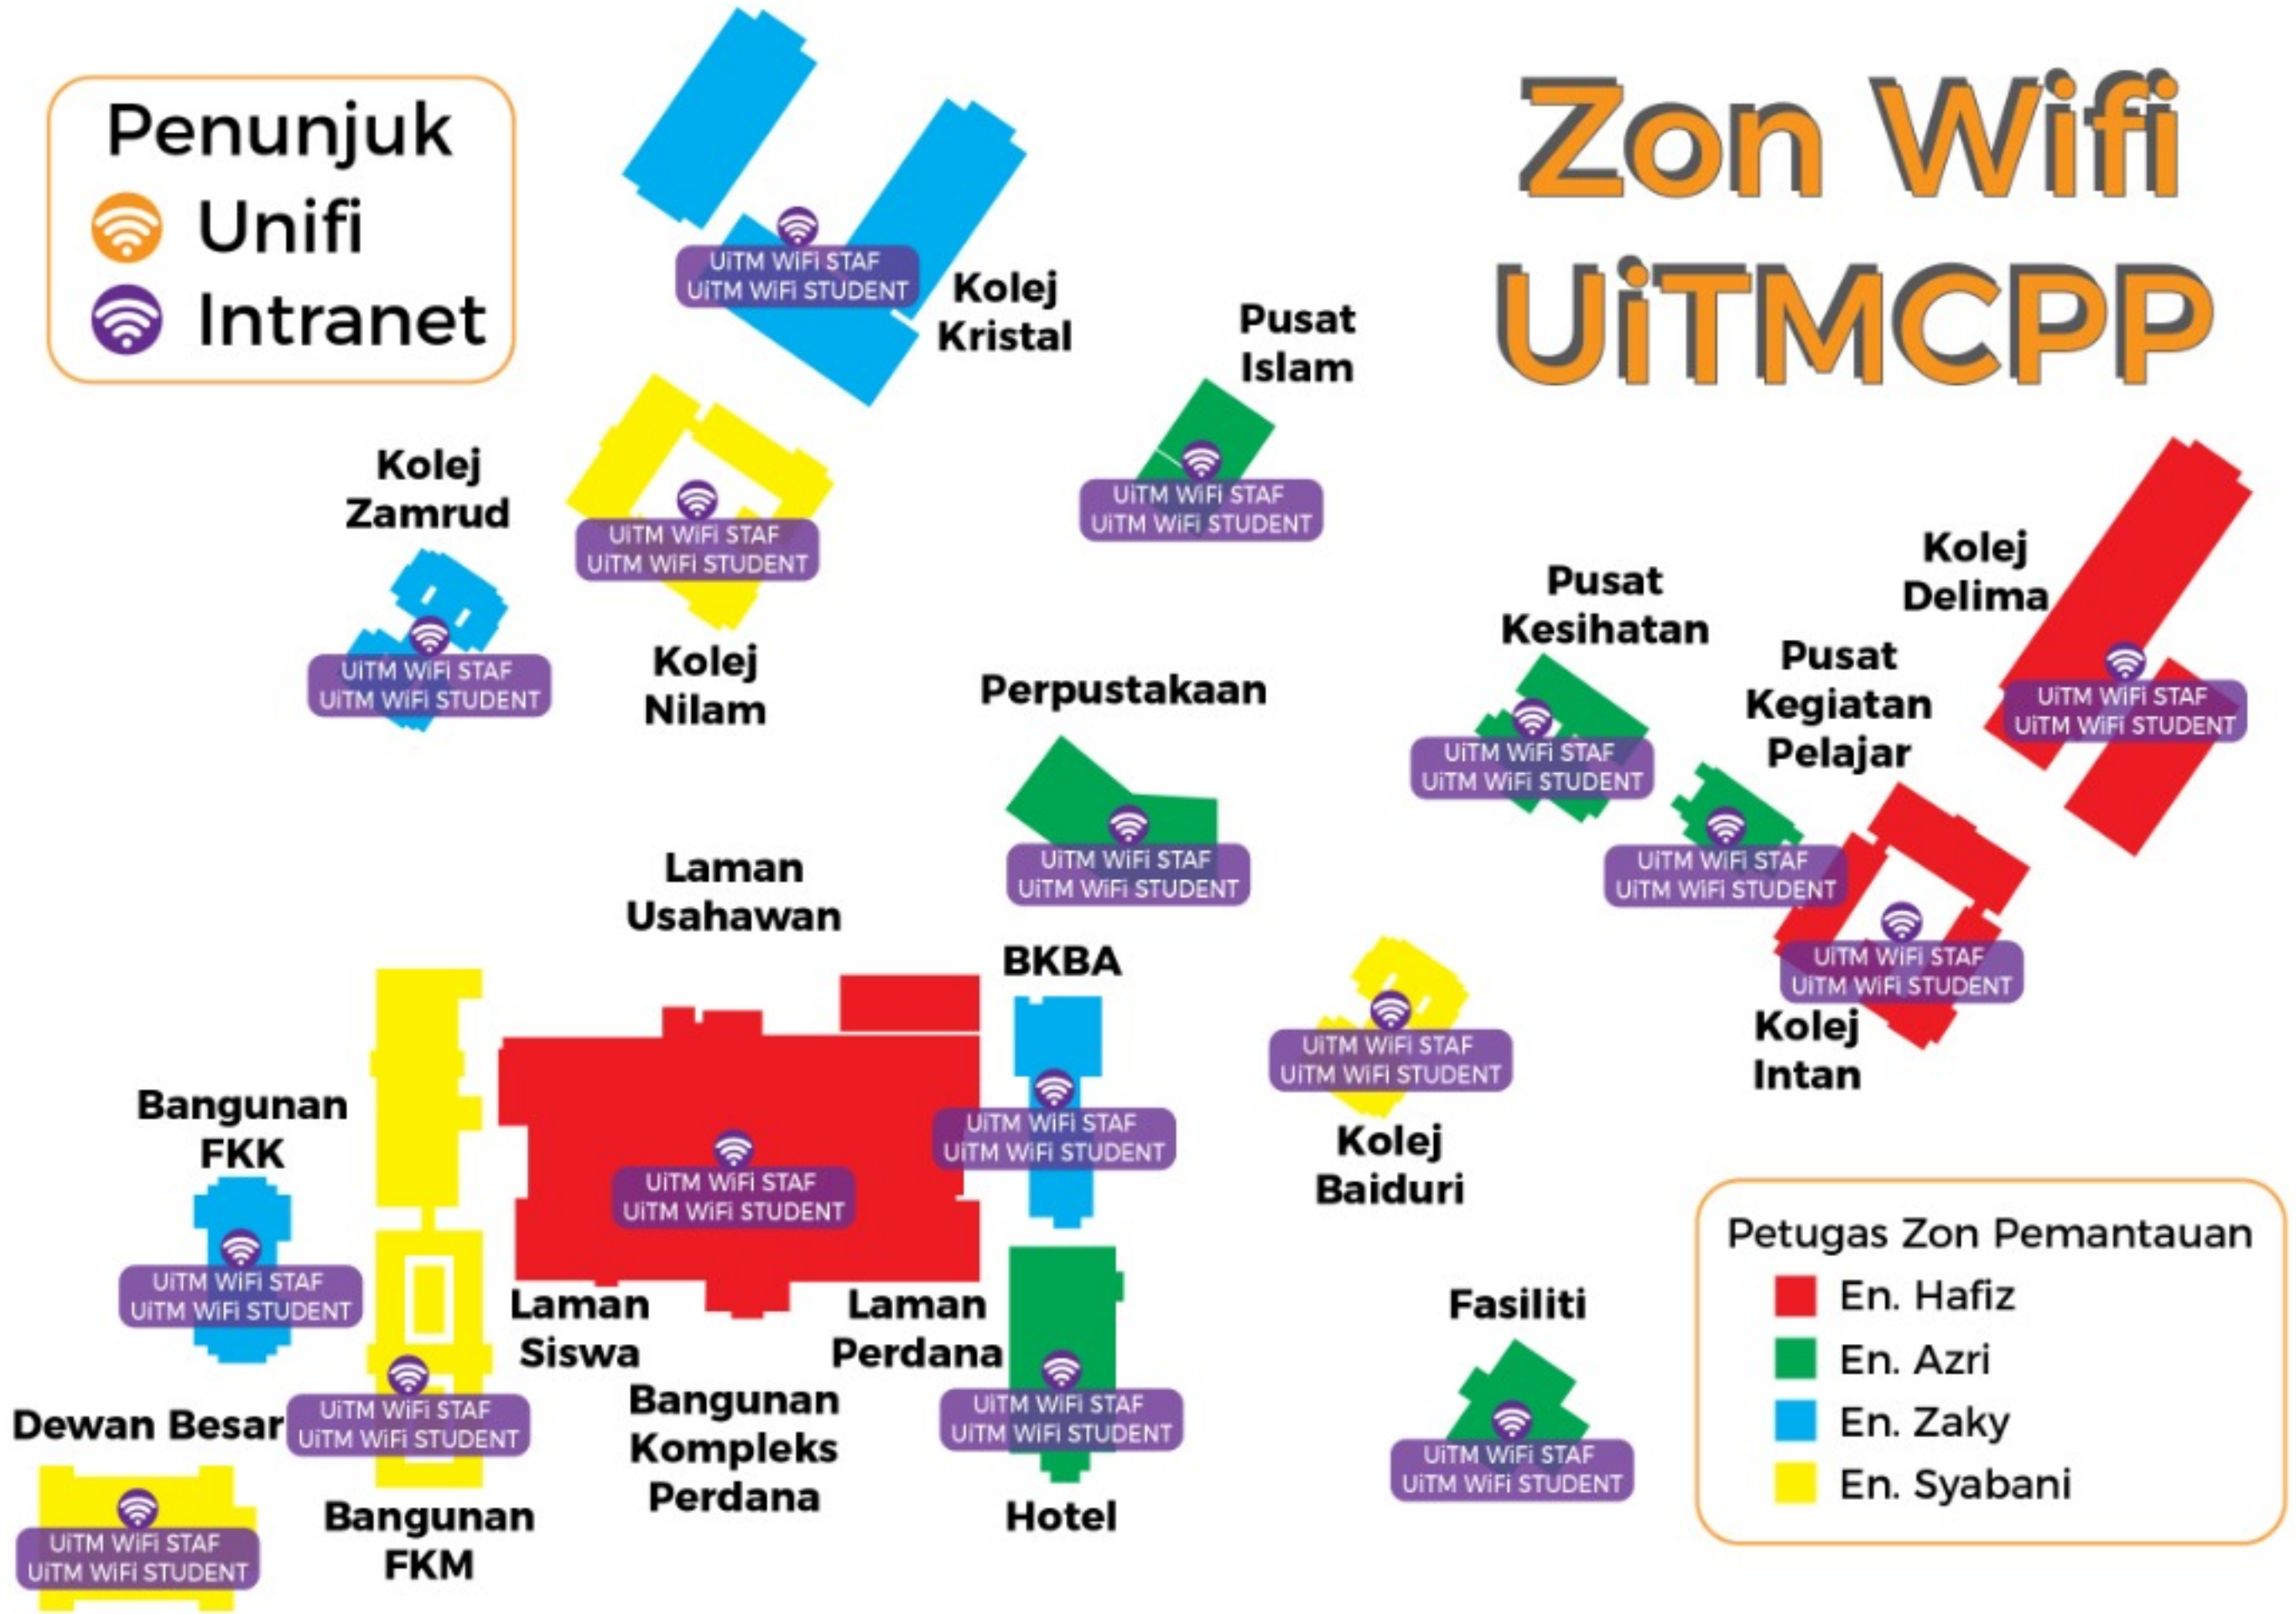 Zon Wifi
UiTMCPP
Penunjuk
Unifi
Intranet
UiTM WiFi STAF
UiTM WiFi STUDENT
Kolej
Kristal
Pusat
Islam
UiTM WiFi STAF
UiTM WiFi STUDENT
Kolej
Zamrud
UiTM WiFi STAF
UiTM WiFi STUDENT
UiTM WiFi STAF
UiTM WiFi STUDENT
Kolej
Nilam
Kolej
Delima
UiTM WiFi STAF
UiTM WiFi STUDENT
Pusat
Kesihatan
UiTM WiFi STAF
UiTM WiFi STUDENT
Pusat
Kegiatan
Pelajar
UiTM WiFi STAF
UiTM WiFi STUDENT
Perpustakaan
UiTM WiFi STAF
UiTM WiFi STUDENT
UiTM WiFi STAF
UiTM WiFi STUDENT
Kolej
Intan
Laman
Usahawan
BKBA
UiTM WiFi STAF
UiTM WiFi STUDENT
UiTM WiFi STAF
UiTM WiFi STUDENT
Kolej
Baiduri
Bangunan
FKK
UiTM WiFi STAF
UiTM WiFi STUDENT
UiTM WiFi STAF
UiTM WiFi STUDENT
Laman
Siswa
Laman
Perdana
Bangunan
Kompleks
Perdana
UiTM WiFi STAF
UiTM WiFi STUDENT
Hotel
Fasiliti
UiTM WiFi STAF
UiTM WiFi STUDENT
Dewan Besar
UiTM WiFi STAF
UiTM WiFi STUDENT
UiTM WiFi STAF
UiTM WiFi STUDENT
Bangunan
FKM
Petugas Zon Pemantauan
En. Hafiz
En. Azri
En. Zaky
En. Syabani